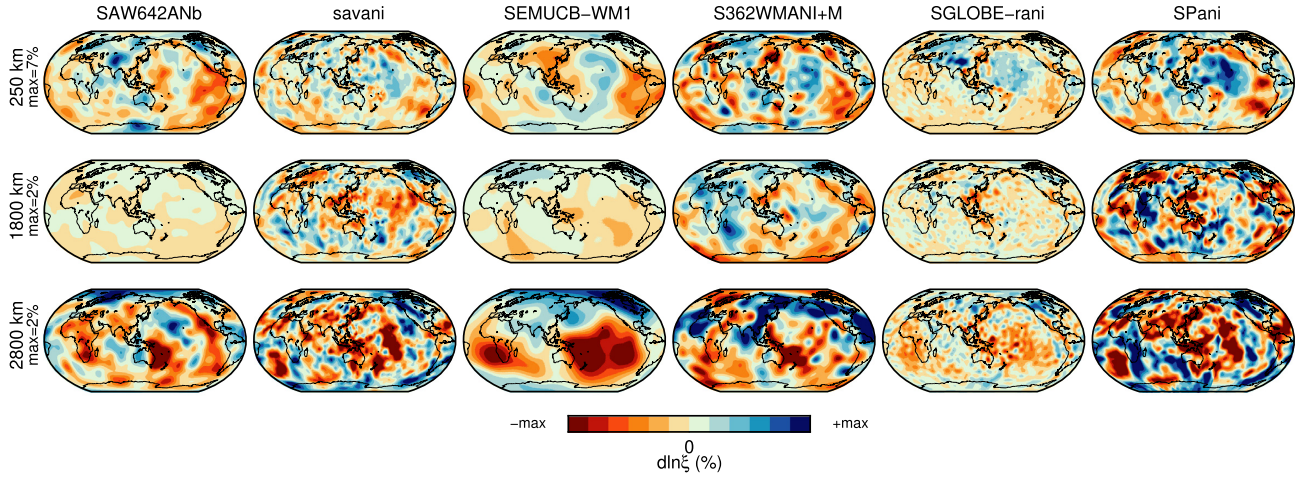 SAW642ANb savani SEMUCB−WM1 S362WMANI+M SGLOBE−rani SPani
250 km
max=7%
1800 km
max=2%
2800 km
max=2%
−max +max
0
dlnξ (%)